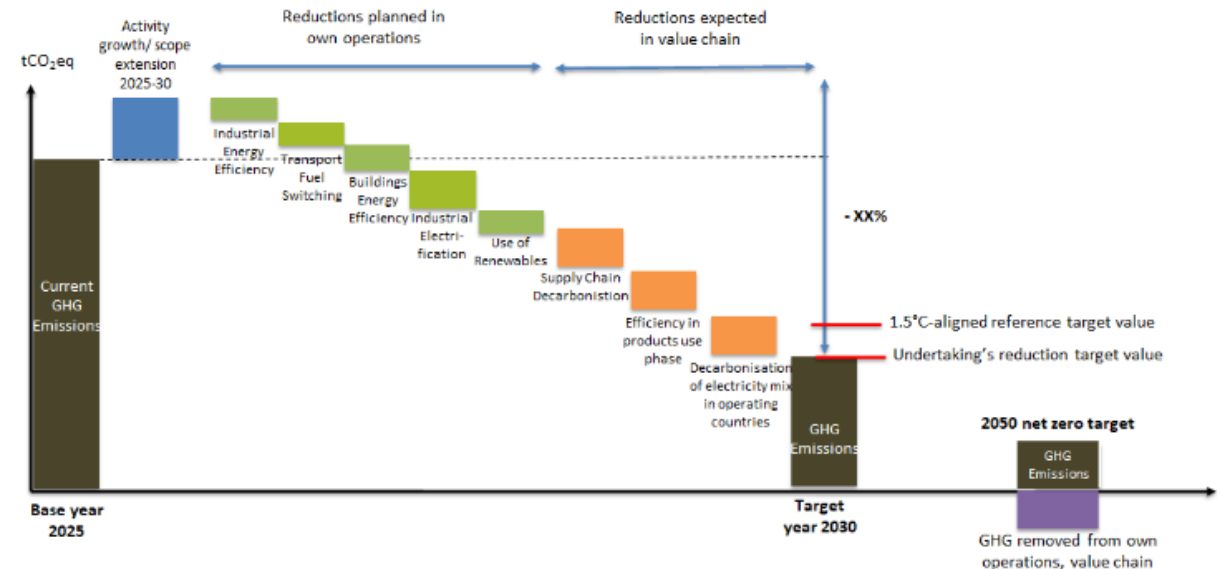 tCO₂eq
Activity
growth/ scope
extension
2025-30
Reductions planned in
own operations
Reductions expected
in value chain
Industrial
Energy
Efficiency
Transport
Fuel
Switching
Buildings
Energy
Efficiency
Industrial
Electri-
fication
Use of
Renewables
Supply Chain
Decarbonistion
Efficiency in
products use
phase
Decarbonisation
of electricity mix
in operating
countries
- XX%
1.5°C-aligned reference target value
Undertaking's reduction target value
Current
GHG
Emissions
GHG
Emissions
2050 net zero target
GHG
Emissions
Base year
2025
Target
year 2030
GHG removed from own
operations, value chain